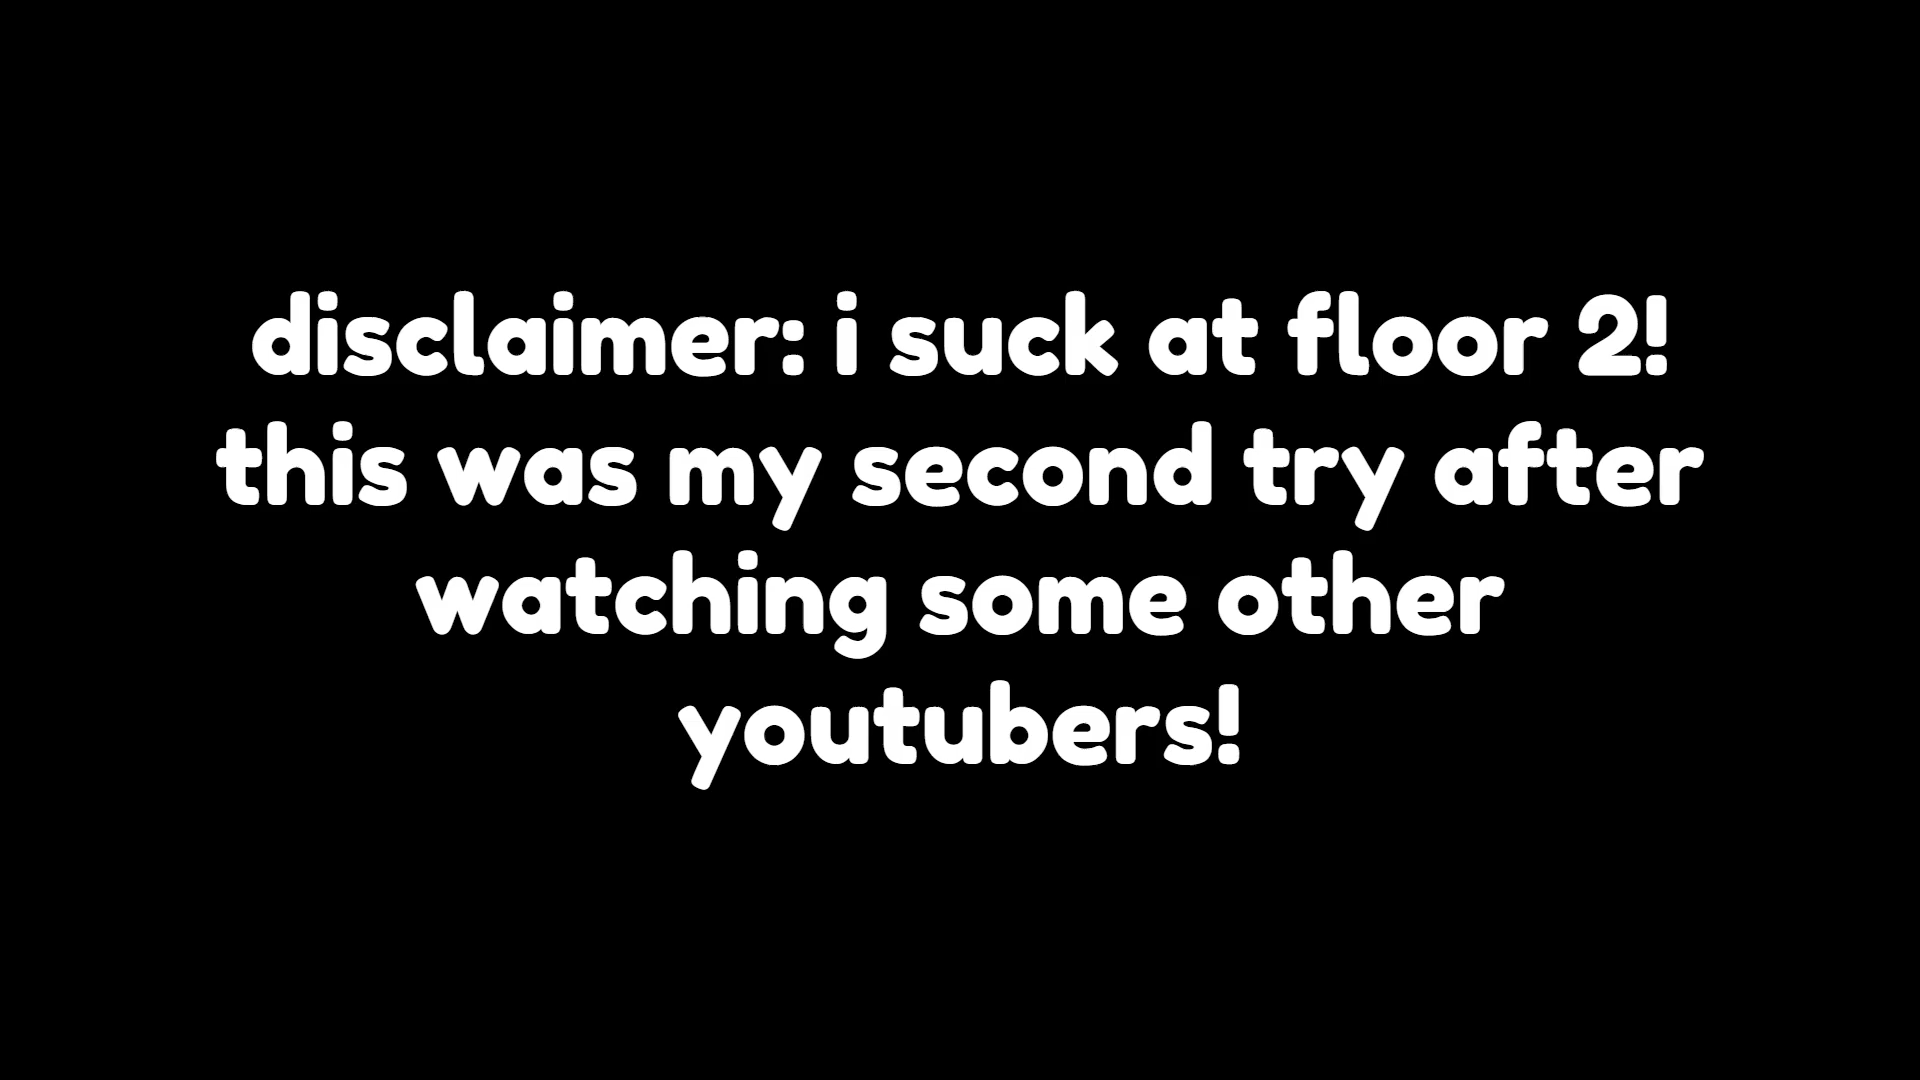 disclaimer: i suck at floor 2!
this was my second try after
watching some other
youtubers!